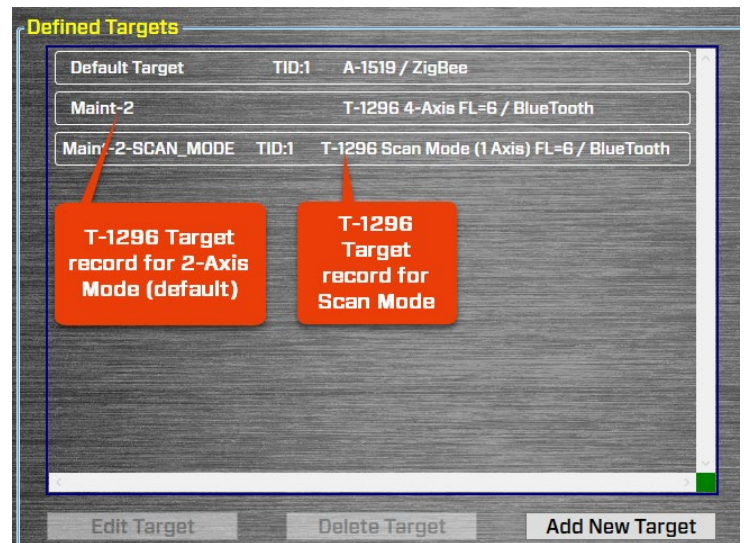 Defined Targets
Default Target TID:1 A-1519 / ZigBee
Maint-2 T-1296 4-Axis FL=6 / BlueTooth
Maint-2-SCAN_MODE TID:1 T-1296 Scan Mode (1 Axis) FL=6 / BlueTooth
T-1296 Target
record for 2-Axis
Mode (default)
T-1296
Target
record for
Scan Mode
Edit Target Delete Target Add New Target